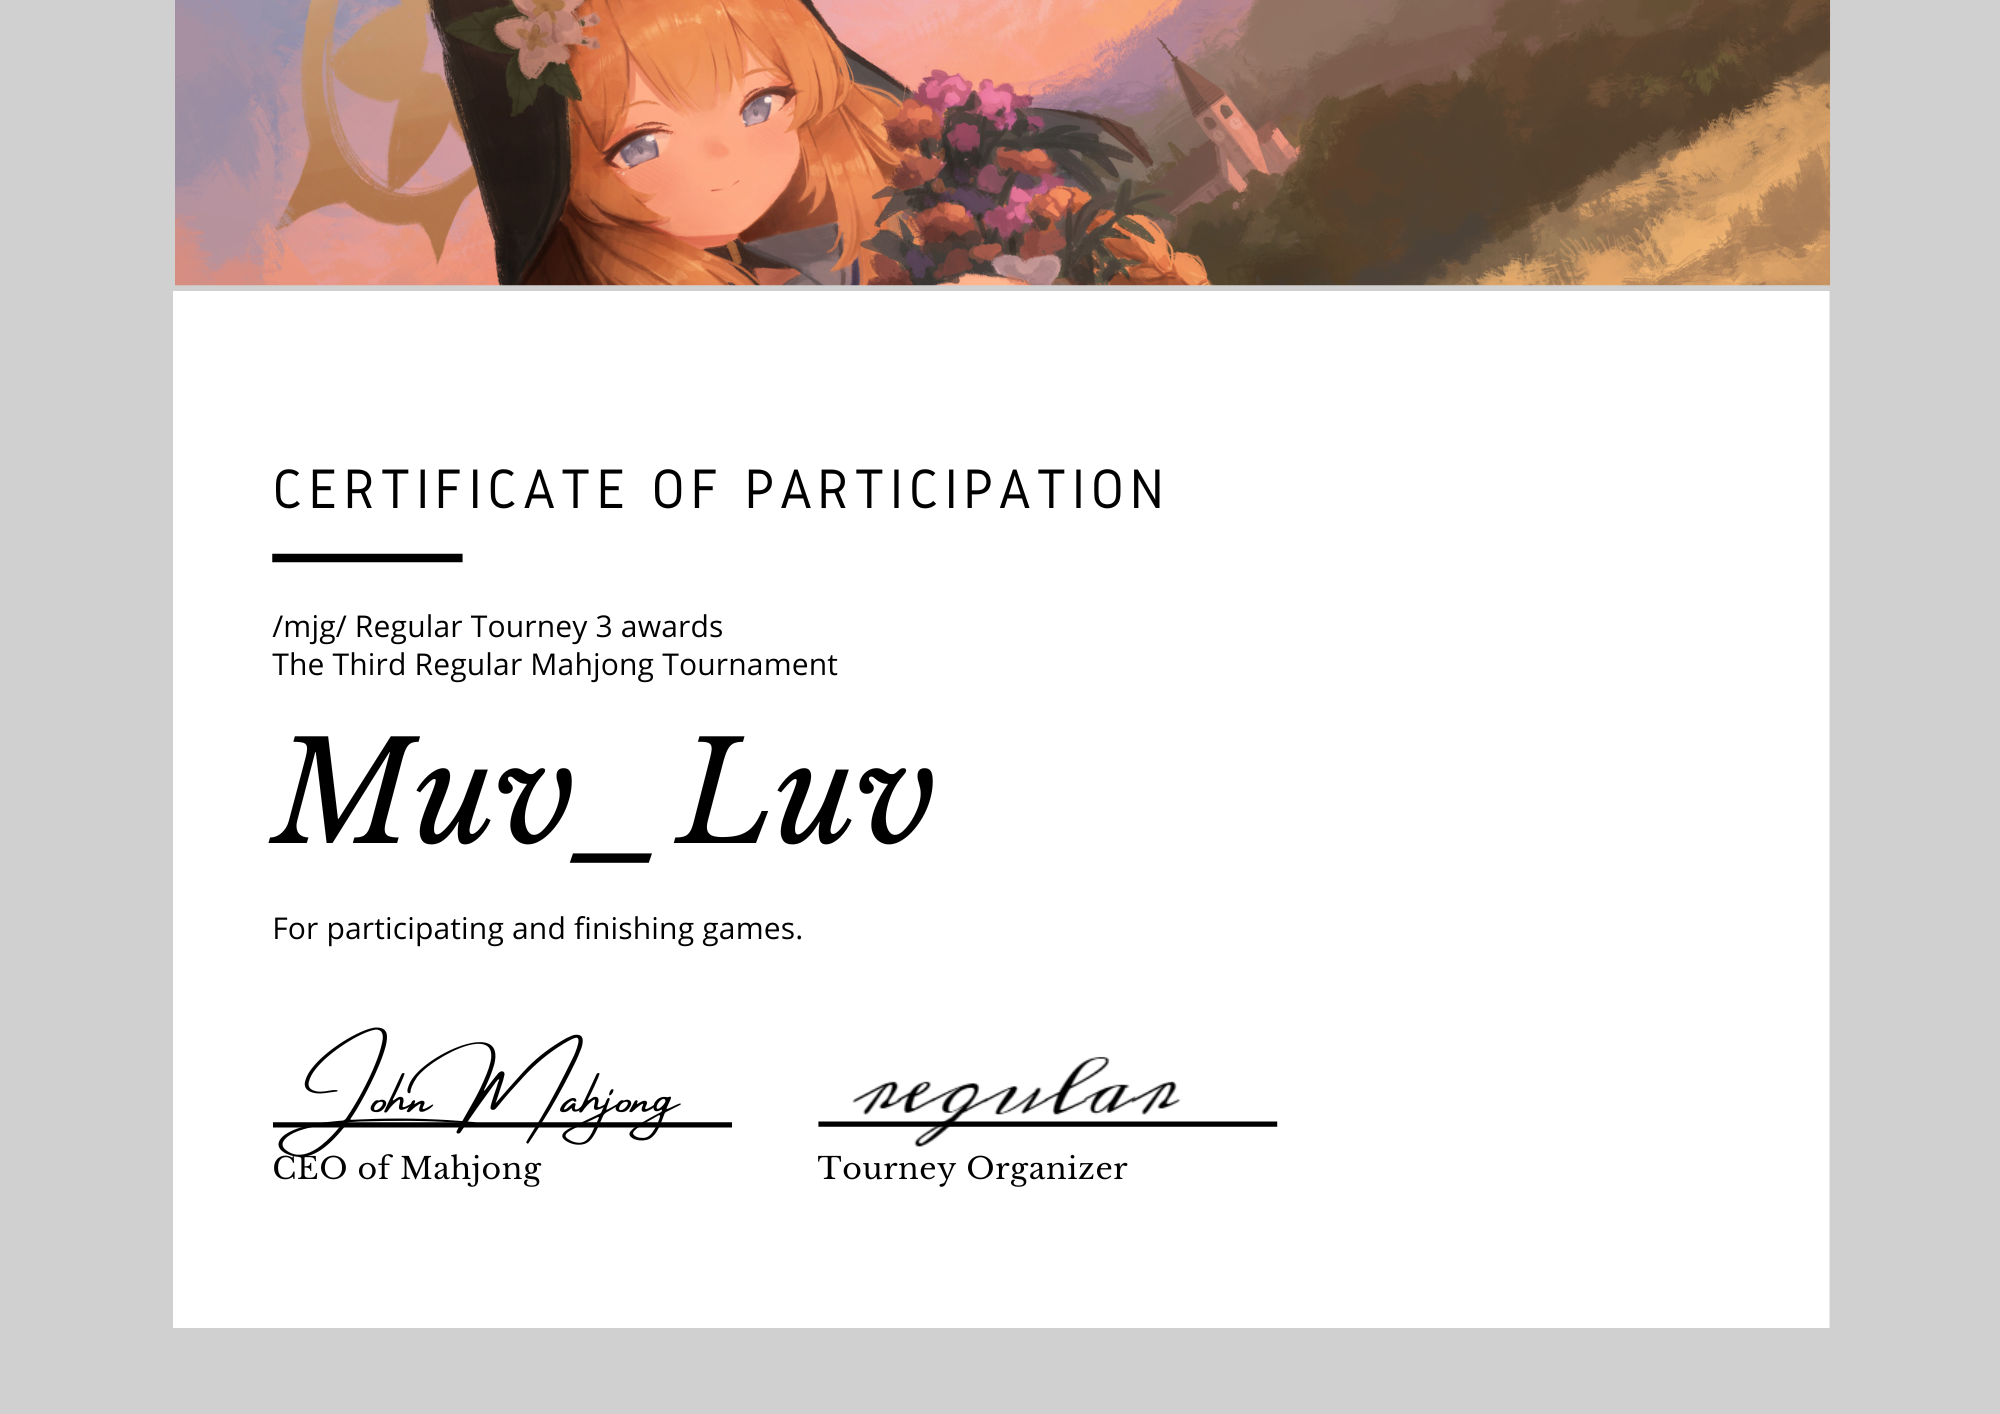 CERTIFICATE OF PARTICIPATION
/mjg/ Regular Tourney 3 awards
The Third Regular Mahjong Tournament
Muv_Luv
For participating and finishing games.
John Mahjong
regular
CEO of Mahjong
Tourney Organizer